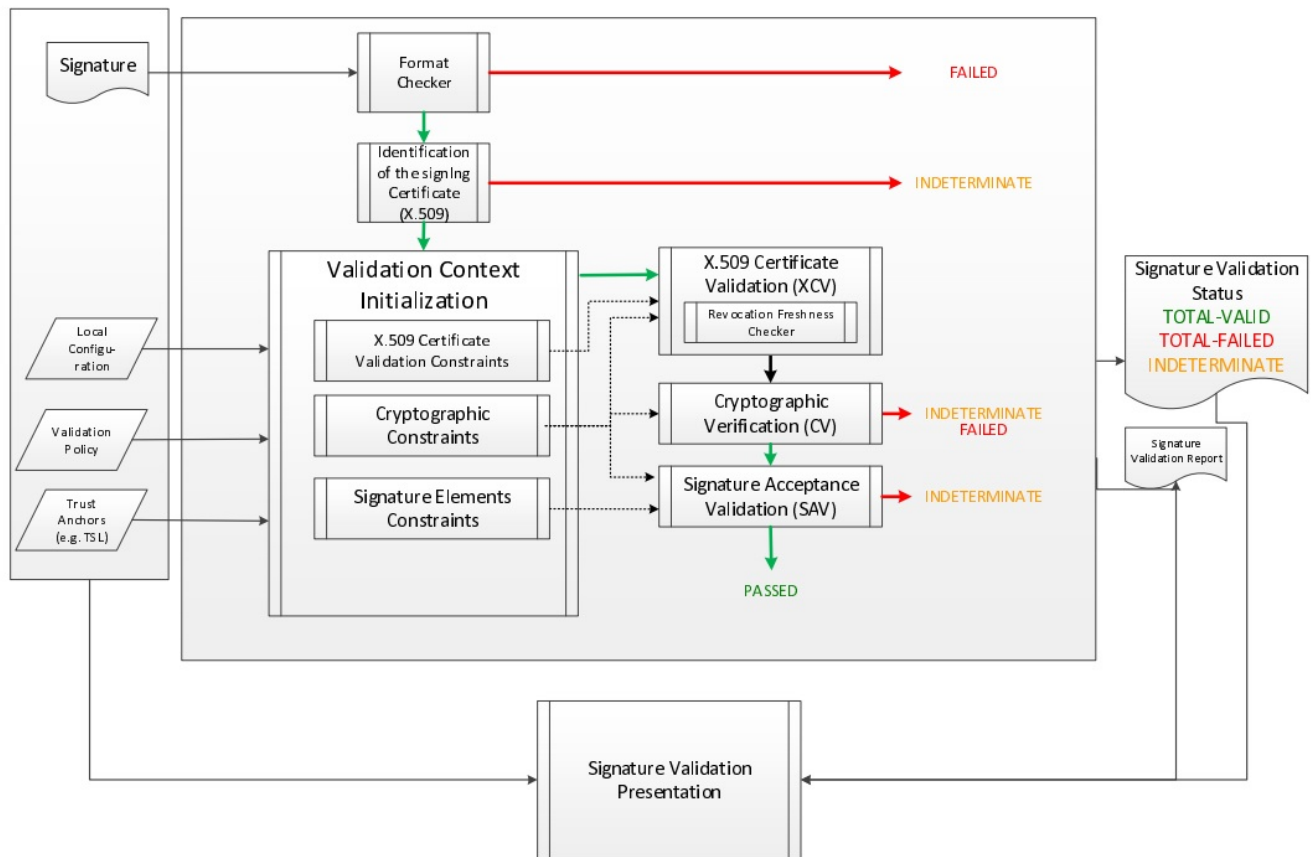 Signature
Format
Checker
FAILED
Identification
of the signIng
Certificate
(X.509)
INDETERMINATE
Validation Context
Initialization
X.509 Certificate
Validation Constraints
Cryptographic
Constraints
Signature Elements
Constraints
Local
Configu-
ration
Validation
Policy
Trust
Anchors
(e.g. TSL)
X.509 Certificate
Validation (XCV)
Revocation Freshness
Checker
Cryptographic
Verification (CV)
INDETERMINATE
FAILED
Signature Acceptance
Validation (SAV)
INDETERMINATE
PASSED
Signature Validation
Status
TOTAL-VALID
TOTAL-FAILED
INDETERMINATE
Signature
Validation Report
Signature Validation
Presentation